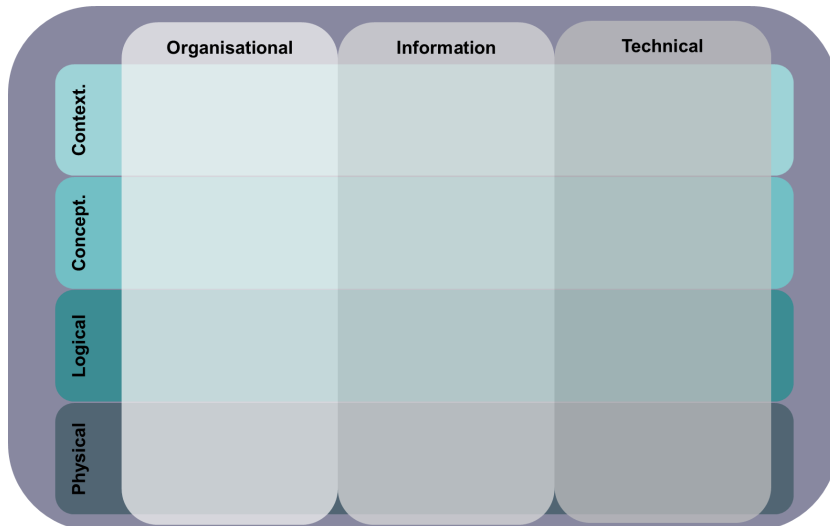 Organisational
Information
Technical
Context.
Concept.
Logical
Physical